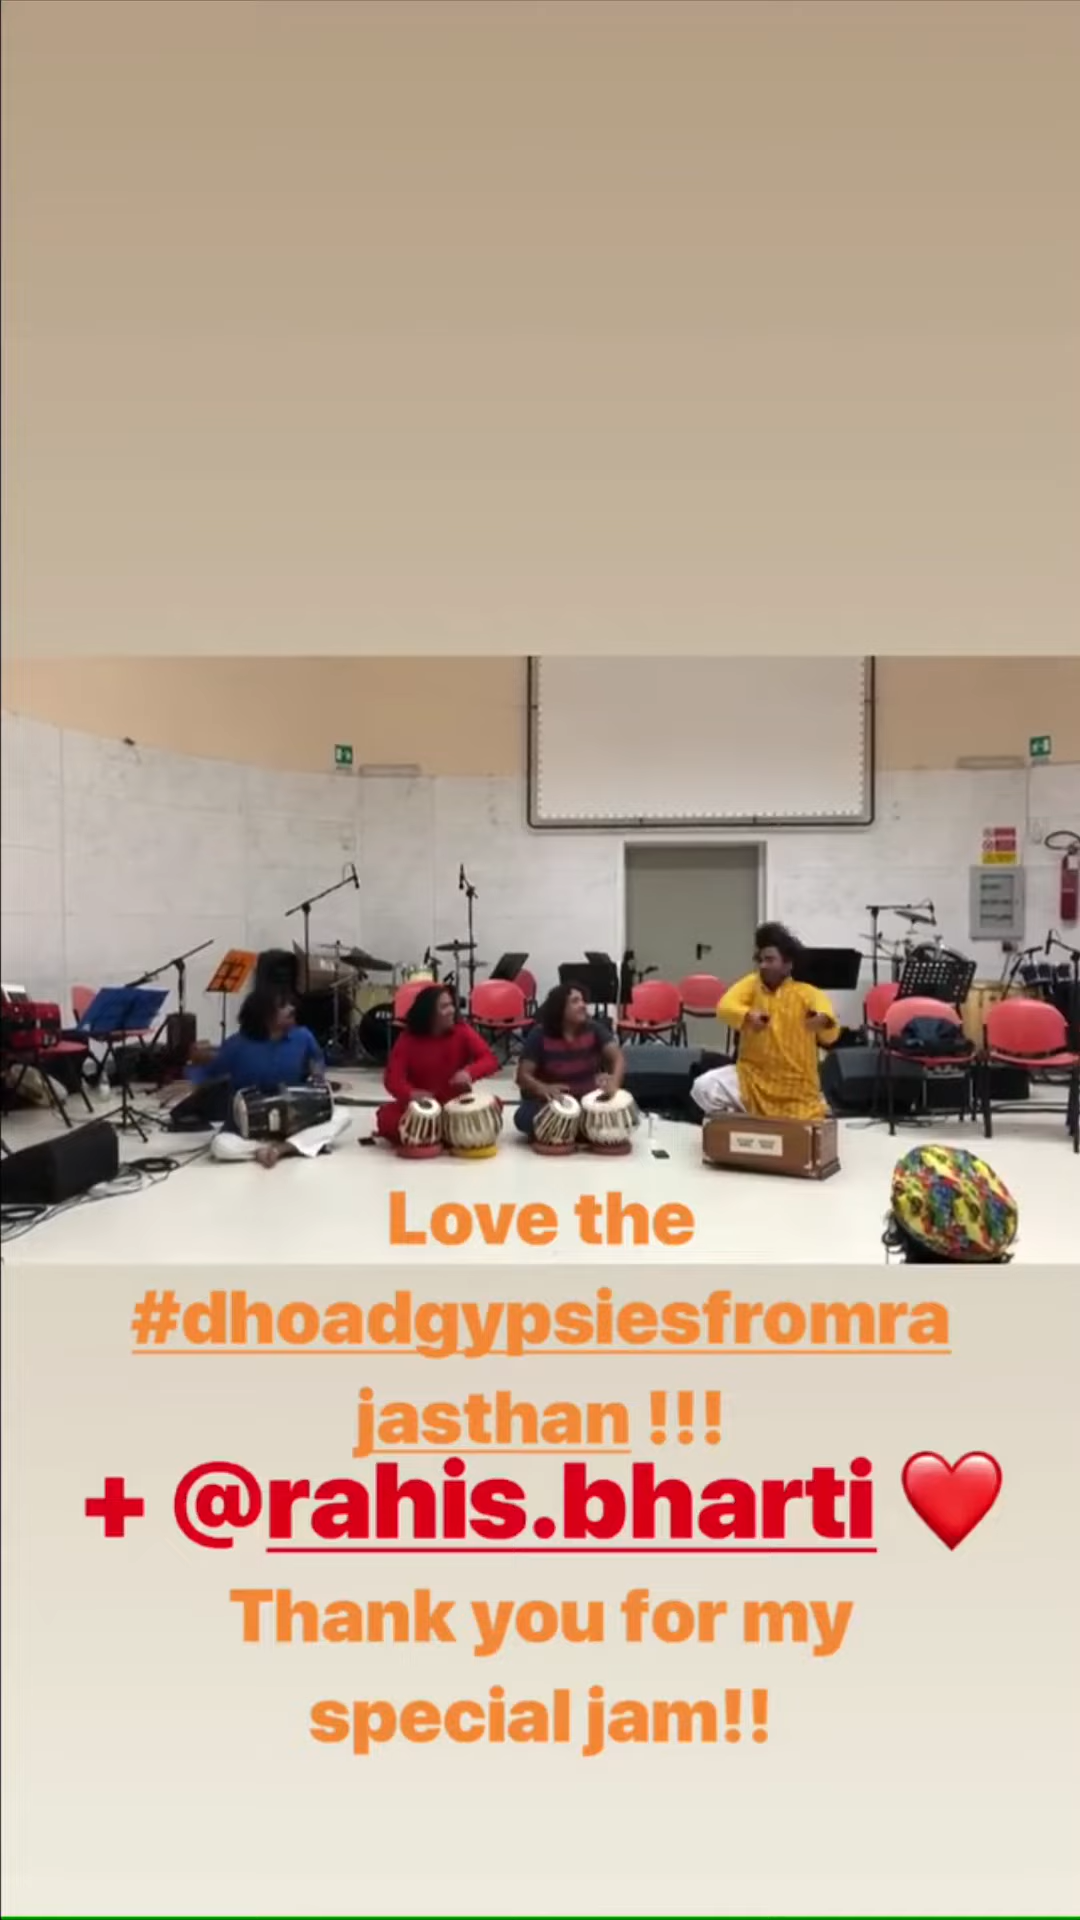 Love the
#dhoadgypsiesfromra
jasthan !!!
+ @rahis.bharti ❤️
Thank you for my
special jam!!